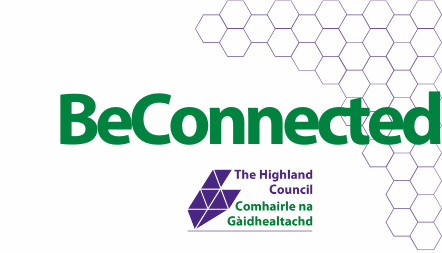 BeConnected
The Highland
Council
Comhairle na
Gàidhealtachd